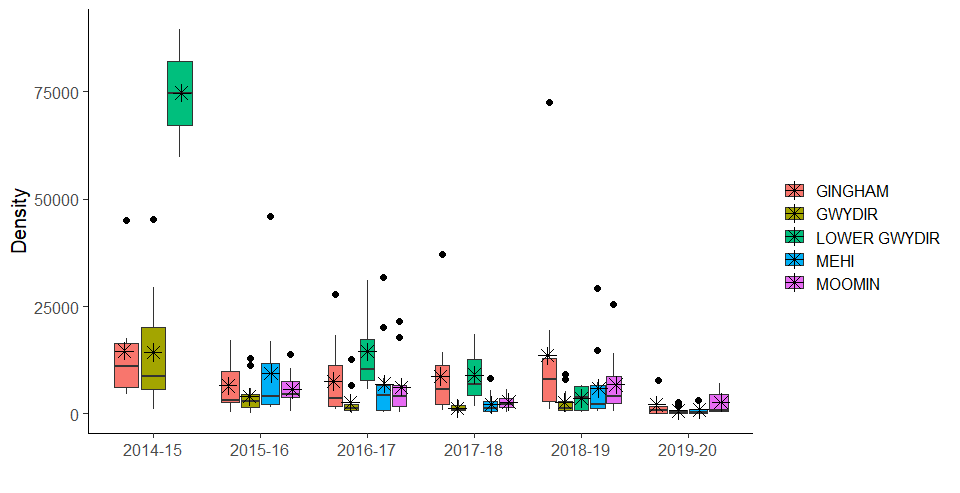 Density
75000
50000
25000
0
2014-15 2015-16 2016-17 2017-18 2018-19 2019-20
GINGHAM
GWYDIR
LOWER GWYDIR
MEHI
MOOMIN